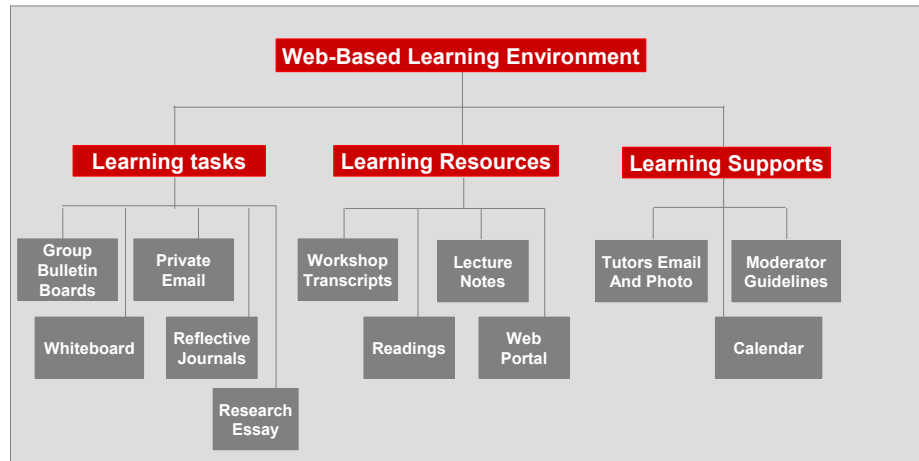 Web-Based Learning Environment
Learning tasks
Learning Resources
Learning Supports
Group
Bulletin
Boards
Private
Email
Workshop
Transcripts
Lecture
Notes
Tutors Email
And Photo
Moderator
Guidelines
Whiteboard
Reflective
Journals
Readings
Web
Portal
Calendar
Research
Essay